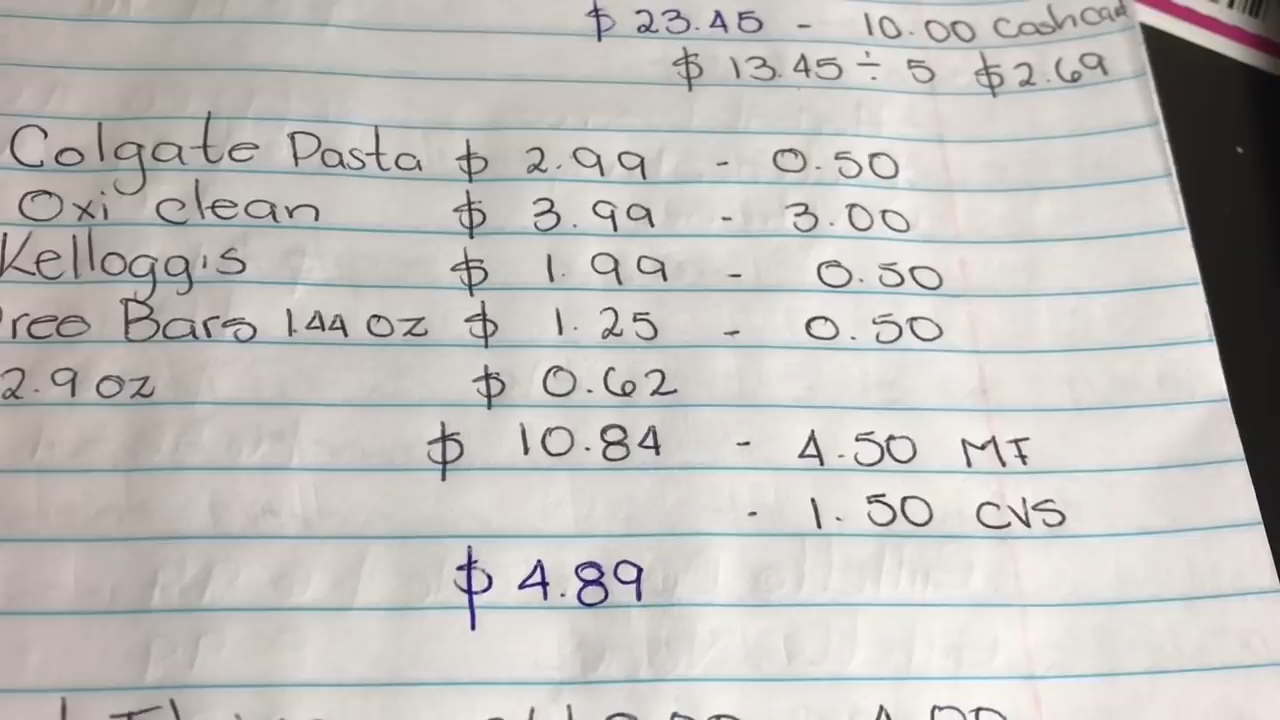 $ 23.45 - 10.00 Cashcard
$ 13.45 ÷ 5 $2.69
Colgate Pasta $ 2.99 - 0.50
Oxi clean $ 3.99 - 3.00
Kellogg's $ 1.99 - 0.50
reo Bars 1.44 oz $ 1.25 - 0.50
2.9 oz $ 0.62
$ 10.84 - 4.50 MF
- 1.50 CVS
$ 4.89